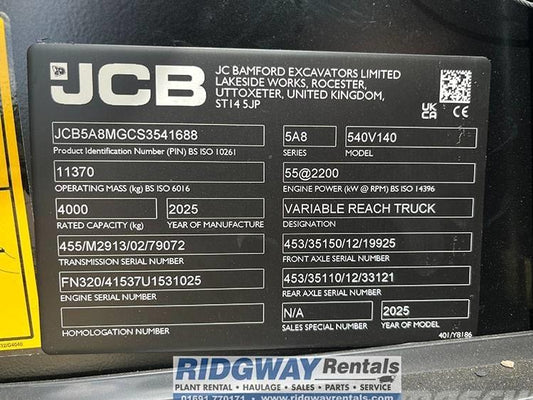 JCB
JC BAMFORD EXCAVATORS LIMITED
LAKESIDE WORKS, ROCESTER,
UTTOXETER, UNITED KINGDOM,
ST14 5JP
UK
CA CE
JCB5A8MGCS3541688
Product Identification Number (PIN) BS ISO 10261
5A8 540V140
SERIES MODEL
11370
OPERATING MASS (kg) BS ISO 6016
55@2200
ENGINE POWER (kW @ RPM) BS ISO 14396
4000 2025
RATED CAPACITY (kg) YEAR OF MANUFACTURE
VARIABLE REACH TRUCK
DESIGNATION
455/M2913/02/79072
TRANSMISSION SERIAL NUMBER
453/35150/12/19925
FRONT AXLE SERIAL NUMBER
FN320/41537U1531025
ENGINE SERIAL NUMBER
453/35110/12/33121
REAR AXLE SERIAL NUMBER
HOMOLOGATION NUMBER
N/A 2025
SALES SPECIAL NUMBER YEAR OF MODEL
401/Y8186
RIDGWAY Rentals
PLANT RENTAL • HAULAGE • SALES • PARTS • SERVICE
01691 770171